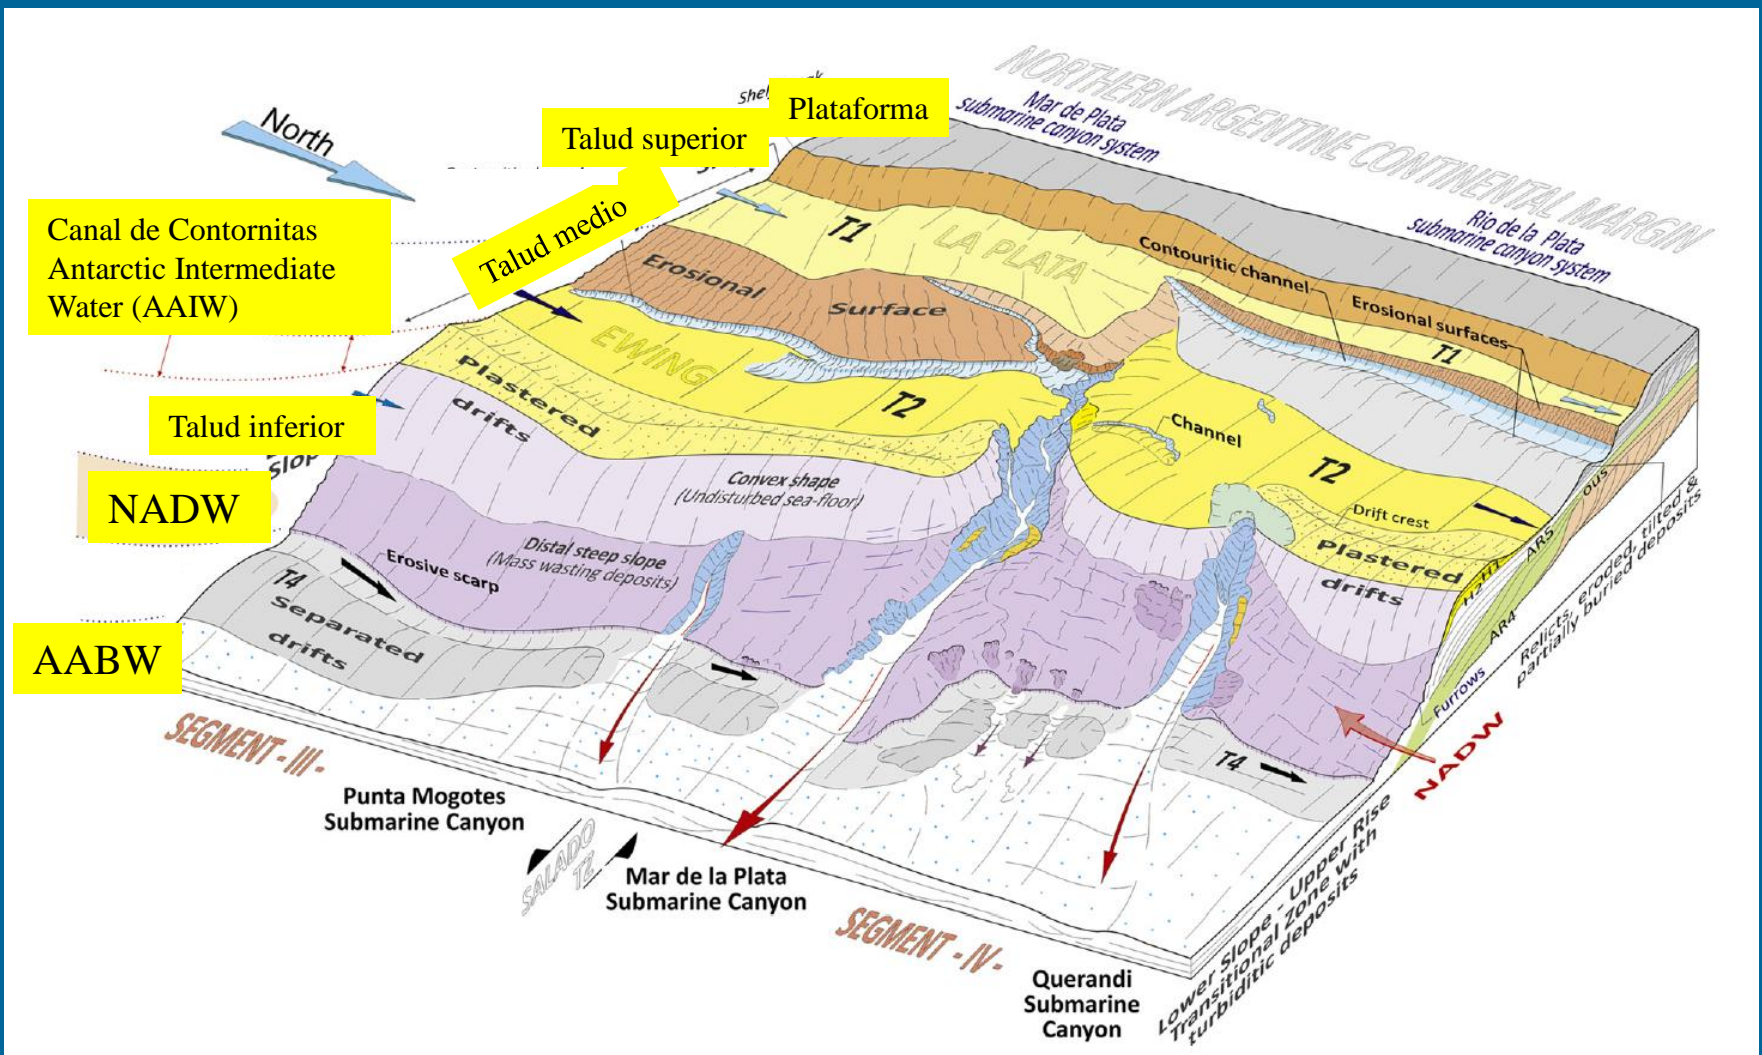 NORTHERN ARGENTINE CONTINENTAL MARGIN
Plataforma
Mar de Plata
submarine canyon system
North
Talud superior
Rio de la Plata
submarine canyon system
Canal de Contornitas
Antarctic Intermediate
Water (AAIW)
Talud medio
T1
LA PLATA
Contouritic channel
Erosional surfaces
T1
Erosional
Surface
EWING
T2
Plastered
drifts
Channel
T2
Talud inferior
Convex shape
(Undisturbed sea-floor)
NADW
Drift crest
Plastered
drifts
Distal steep slope
(Mass wasting deposits)
Erosive scarp
T4
Separated
drifts
AABW
AR5
H2
H1
AR4
Furrows
Relicts, eroded, tilted &
partially buried deposits
NADW
T4
SEGMENT - III -
Punta Mogotes
Submarine Canyon
SALADO
TZ
Mar de la Plata
Submarine Canyon
SEGMENT - IV -
Querandi
Submarine
Canyon
Lower Slope - Upper Rise
Transitional Zone with
turbiditic deposits